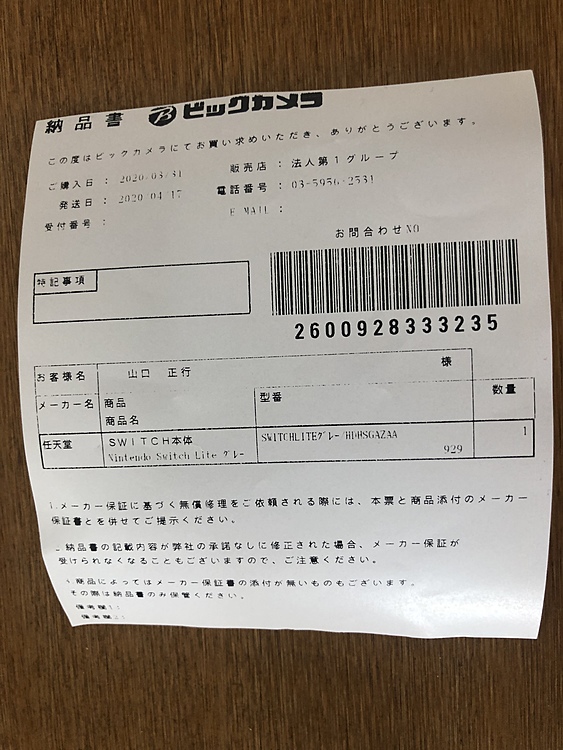 納品書 ビックカメラ
この度はビックカメラにてお買い求めいただき、ありがとうございます。
ご購入日 : 2020/03/31 販売店 : 法人第1グループ
発送日 : 2020/04/17 電話番号 : 03-5956-2531
受付番号 : E MAIL :
お問合わせNO
特記事項
2600928333235
お客様名 山口 正行 様
メーカー名 商品 型番 数量
商品名
任天堂 SWITCH本体 SWITCHLITEグレー/HDHSGAZAA 1
Nintendo Switch Lite グレー 929
1.メーカー保証に基づく無償修理をご依頼される際には、本票と商品添付のメーカー
保証書とを併せてご提示ください。
納品書の記載内容が弊社の承諾なしに修正された場合、メーカー保証が
受けられなくなることもございますので、ご注意ください。
商品によってはメーカー保証書の添付が無いものもございます。
その際は納品書のみ保管ください。
備考欄1:
備考欄2: